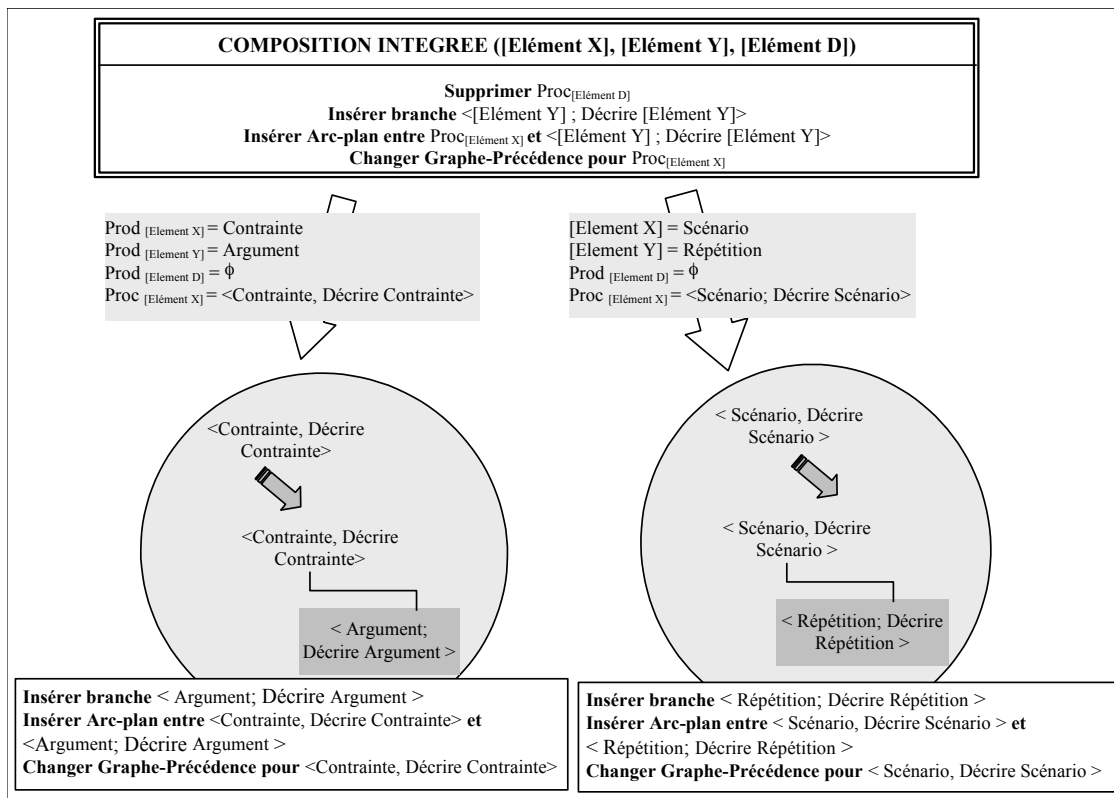 COMPOSITION INTEGREE ([Elément X], [Elément Y], [Elément D])
Supprimer Proc[Elément D]
Insérer branche <[Elément Y] ; Décrire [Elément Y]>
Insérer Arc-plan entre Proc[Elément X] et <[Elément Y] ; Décrire [Elément Y]>
Changer Graphe-Précédence pour Proc[Elément X]
Prod [Element X] = Contrainte
Prod [Element Y] = Argument
Prod [Element D] = ϕ
Proc [Elément X] = <Contrainte, Décrire Contrainte>
[Element X] = Scénario
[Element Y] = Répétition
Prod [Element D] = ϕ
Proc [Elément X] = <Scénario; Décrire Scénario>
<Contrainte, Décrire
Contrainte>
<Contrainte, Décrire
Contrainte>
< Argument;
Décrire Argument >
< Scénario, Décrire
Scénario >
< Scénario, Décrire
Scénario >
< Répétition; Décrire
Répétition >
Insérer branche < Argument; Décrire Argument >
Insérer Arc-plan entre <Contrainte, Décrire Contrainte> et
<Argument; Décrire Argument >
Changer Graphe-Précédence pour <Contrainte, Décrire Contrainte>
Insérer branche < Répétition; Décrire Répétition >
Insérer Arc-plan entre < Scénario, Décrire Scénario > et
< Répétition; Décrire Répétition >
Changer Graphe-Précédence pour < Scénario, Décrire Scénario >